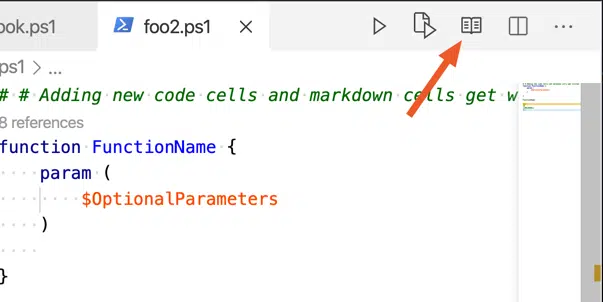 ook.ps1 foo2.ps1
ps1 > ...
# # Adding new code cells and markdown cells get w
8 references
function FunctionName {
param (
$OptionalParameters
)
}